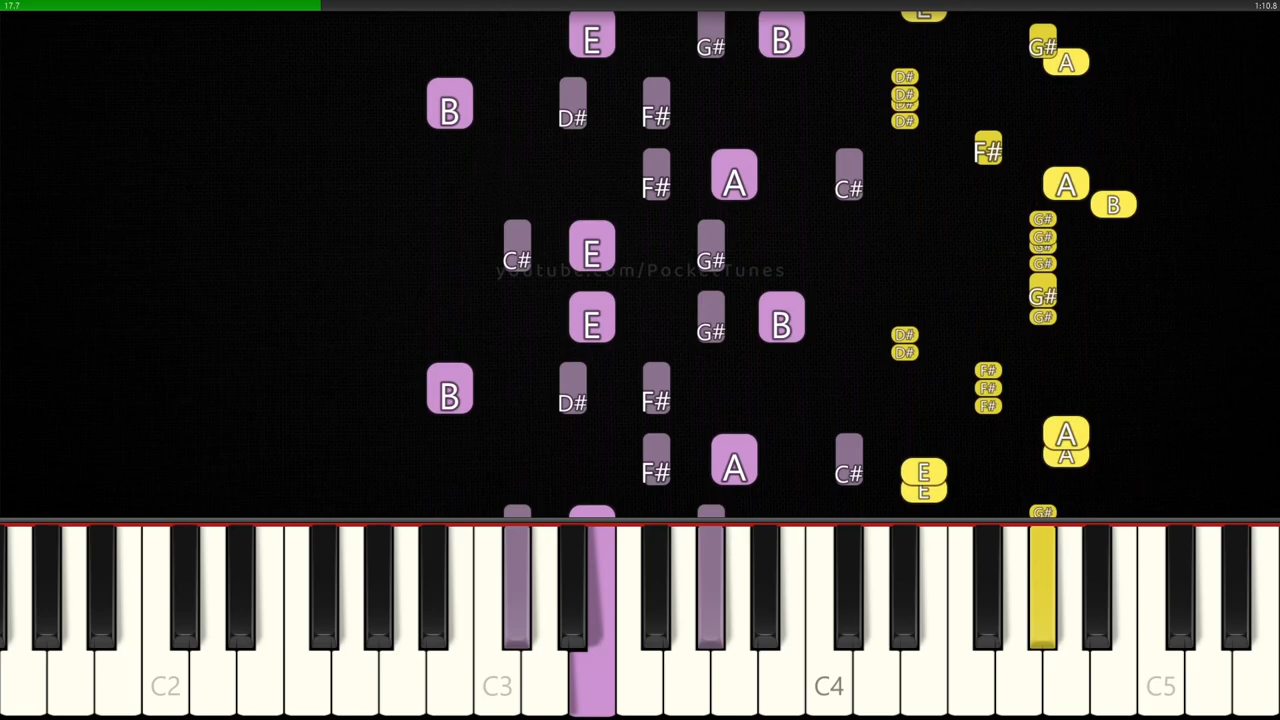 17.7 1:10.8
E
E G# B G#
A
D#
B D# F# D#
D#
D#
F#
F# A C# A
B
G#
C# E G# G#
G#
G#
youtube.com/PocketTunes
G#
E G# B G#
D#
D#
F#
B D# F# F#
F#
A
A
F# A C# E
E
G#
C2 C3 C4 C5